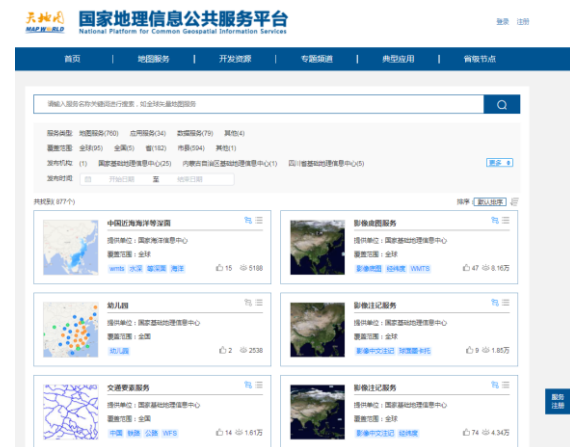 天地图
MAP WORLD
国家地理信息公共服务平台
National Platform for Common Geospatial Information Services
登录 注册
首页 | 地图服务 | 开发资源 | 专题频道 | 典型应用 | 省级节点
请输入服务名称关键词进行搜索，如全球矢量地图服务
服务类型: 地图服务(760) 应用服务(34) 数据服务(79) 其他(4)
覆盖范围: 全球(95) 全国(5) 省(182) 市县(594) 其他(1)
发布机构: (1) 国家基础地理信息中心(25) 内蒙古自治区基础地理信息中心(1) 四川省基础地理信息中心(5) 更多
发布时间: 开始日期 至 结束日期
共找到( 877个) 排序: 默认排序
中国近海海洋等深面
提供单位：国家海洋信息中心
覆盖范围：全球
wmts 水深 等深面 海洋 15 5188
影像底图服务
提供单位：国家基础地理信息中心
覆盖范围：全球
影像底图 经纬度 WMTS 47 8.16万
幼儿园
提供单位：国家基础地理信息中心
覆盖范围：全国
幼儿园 2 2538
影像注记服务
提供单位：国家基础地理信息中心
覆盖范围：全球
影像中文注记 球面墨卡托 9 1.85万
交通要素服务
提供单位：国家基础地理信息中心
覆盖范围：全国
中国 铁路 公路 WFS 14 1.61万
影像注记服务
提供单位：国家基础地理信息中心
覆盖范围：全球
影像中文注记 经纬度 74 4.34万
服务
注册